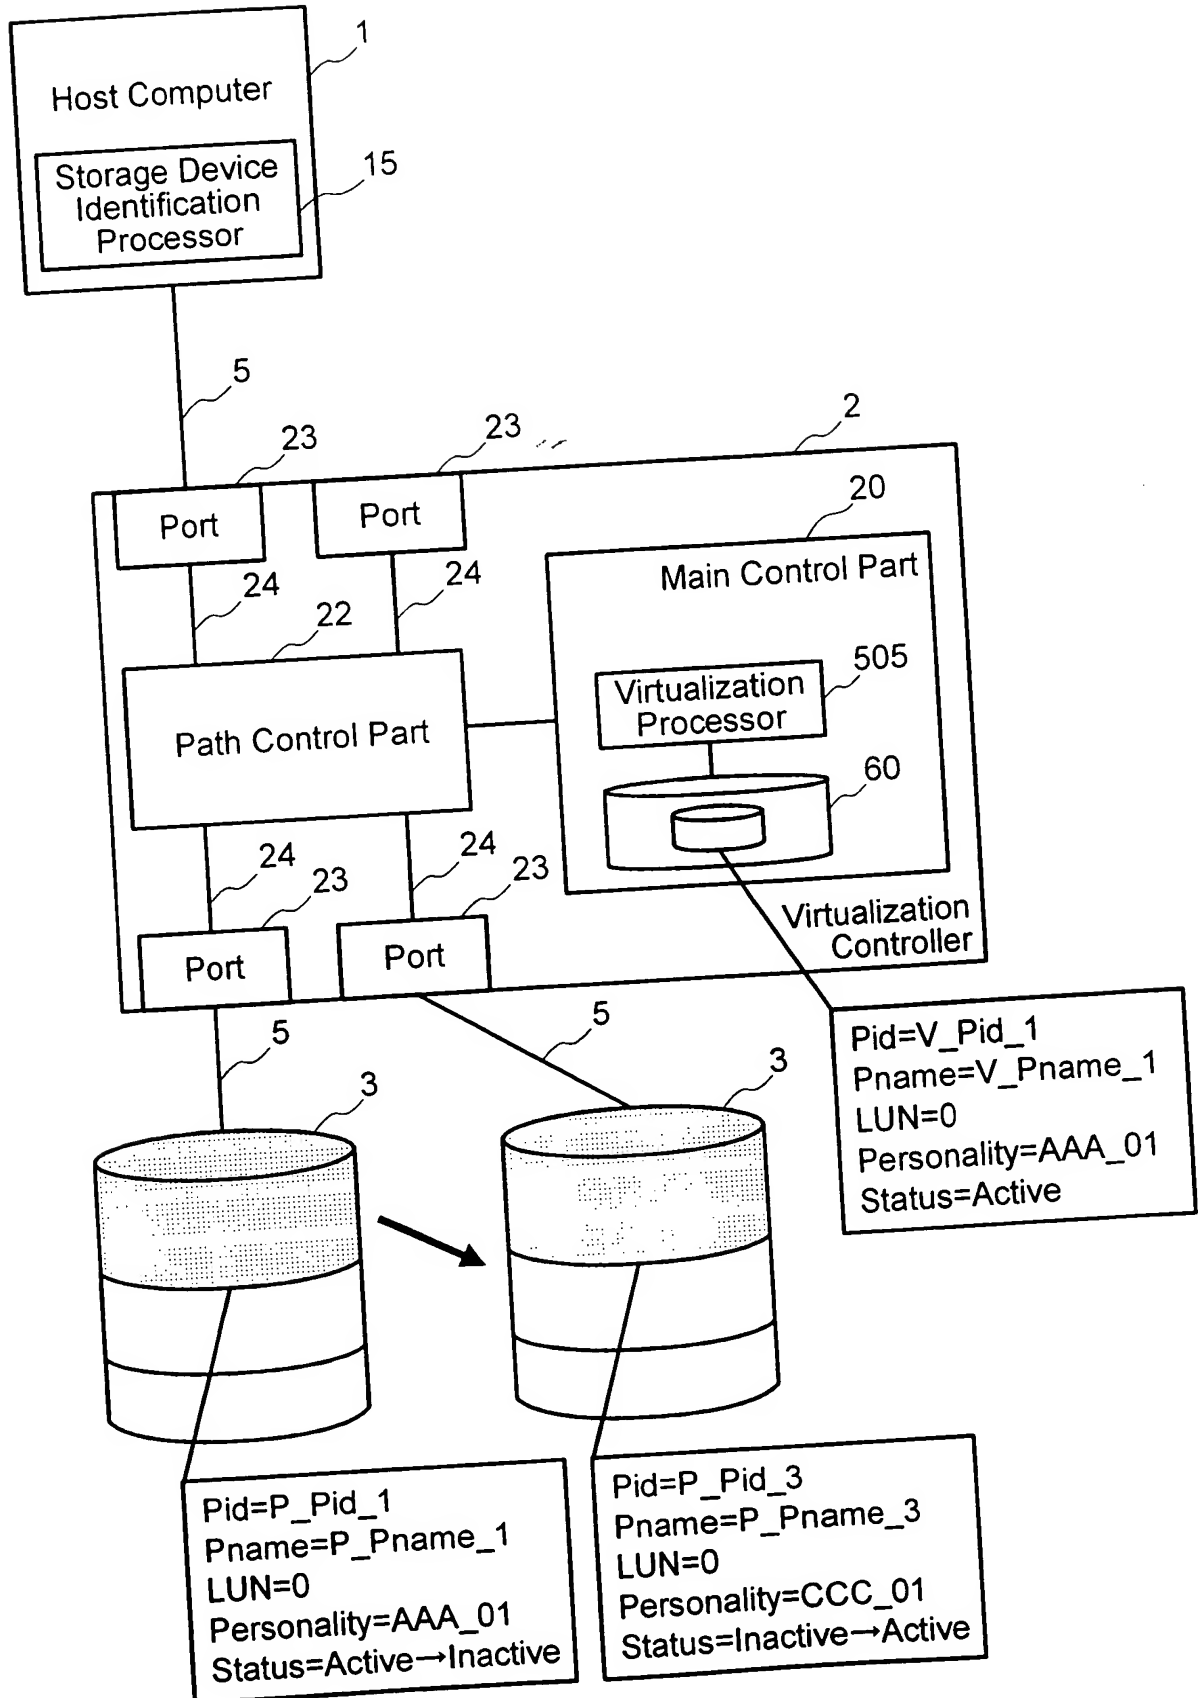 1
Host Computer
Storage Device
Identification
Processor
15
5
23
23
2
Port
Port
20
Main Control Part
24
24
22
505
Virtualization
Processor
Path Control Part
60
24
24
23
23
Virtualization
Controller
Port
Port
5
5
3
3
Pid=V_Pid_1
Pname=V_Pname_1
LUN=0
Personality=AAA_01
Status=Active
Pid=P_Pid_1
Pname=P_Pname_1
LUN=0
Personality=AAA_01
Status=Active→Inactive
Pid=P_Pid_3
Pname=P_Pname_3
LUN=0
Personality=CCC_01
Status=Inactive→Active